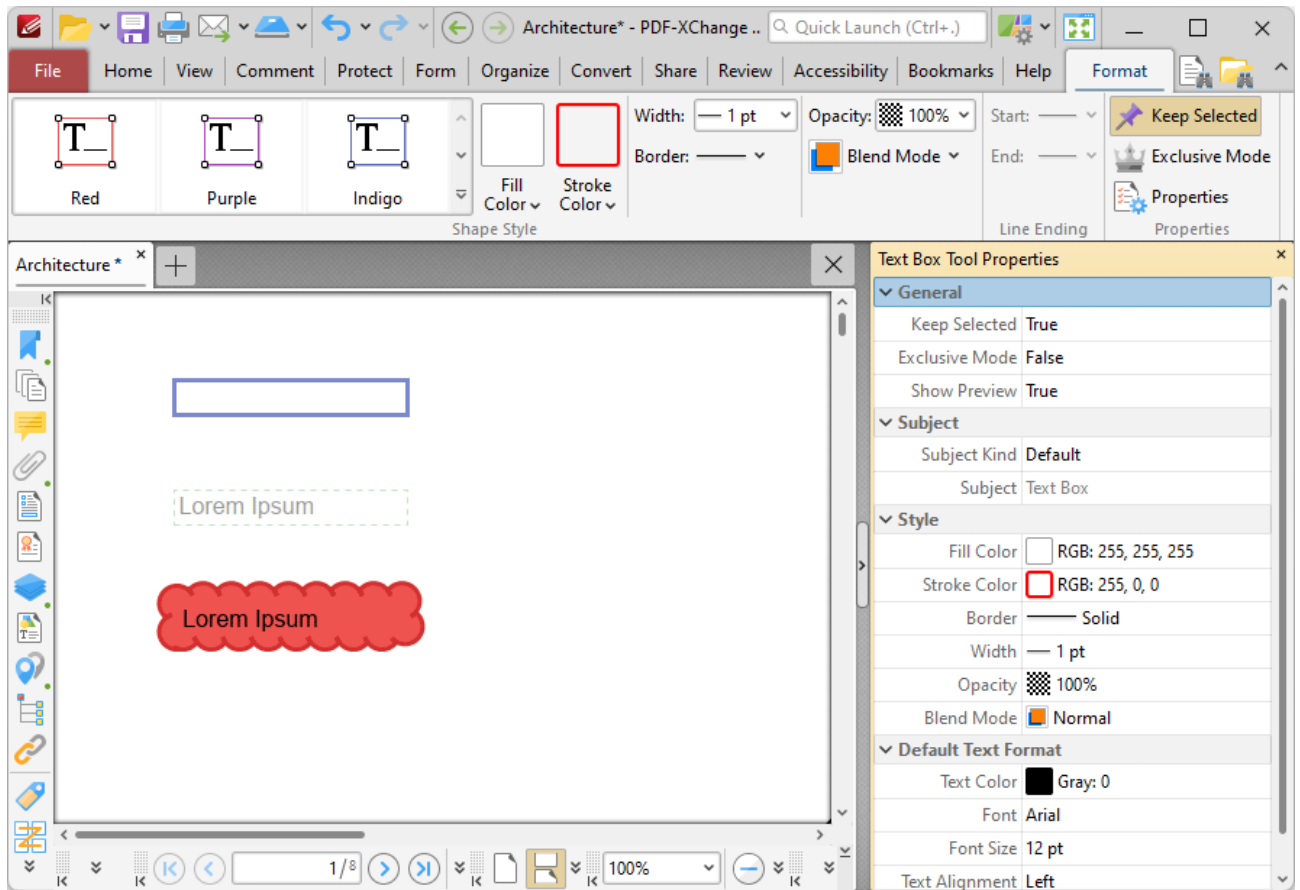 Architecture* - PDF-XChange .. Quick Launch (Ctrl+.)
File Home View Comment Protect Form Organize Convert Share Review Accessibility Bookmarks Help Format
T_ T_ T_
Red Purple Indigo
Fill Color
Stroke Color
Width: 1 pt
Border:
Shape Style
Opacity: 100%
Blend Mode
Start:
End:
Line Ending
Keep Selected
Exclusive Mode
Properties
Properties
Architecture *
Lorem Ipsum
Lorem Ipsum
1/8
100%
Text Box Tool Properties
General
Keep Selected True
Exclusive Mode False
Show Preview True
Subject
Subject Kind Default
Subject Text Box
Style
Fill Color RGB: 255, 255, 255
Stroke Color RGB: 255, 0, 0
Border Solid
Width 1 pt
Opacity 100%
Blend Mode Normal
Default Text Format
Text Color Gray: 0
Font Arial
Font Size 12 pt
Text Alignment Left